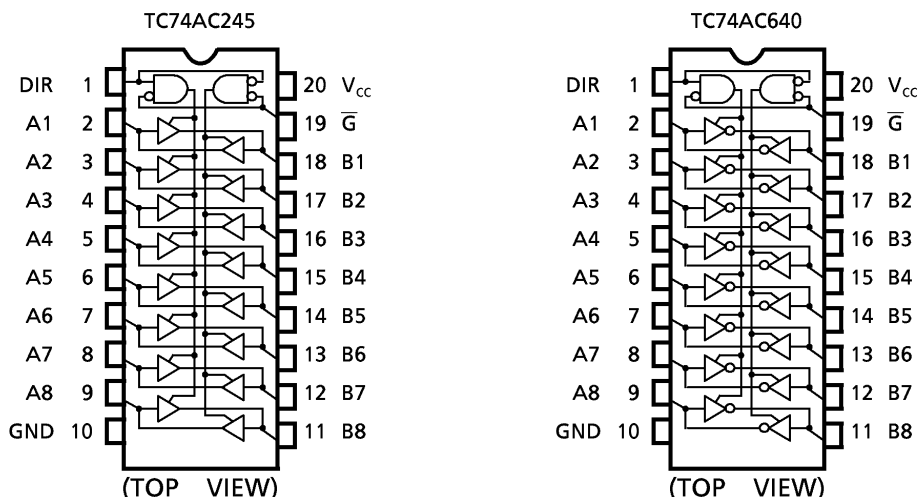 TC74AC245
DIR 1 20 VCC
A1 2 19 G̅
A2 3 18 B1
A3 4 17 B2
A4 5 16 B3
A5 6 15 B4
A6 7 14 B5
A7 8 13 B6
A8 9 12 B7
GND 10 11 B8
(TOP VIEW)
TC74AC640
DIR 1 20 VCC
A1 2 19 G̅
A2 3 18 B1
A3 4 17 B2
A4 5 16 B3
A5 6 15 B4
A6 7 14 B5
A7 8 13 B6
A8 9 12 B7
GND 10 11 B8
(TOP VIEW)